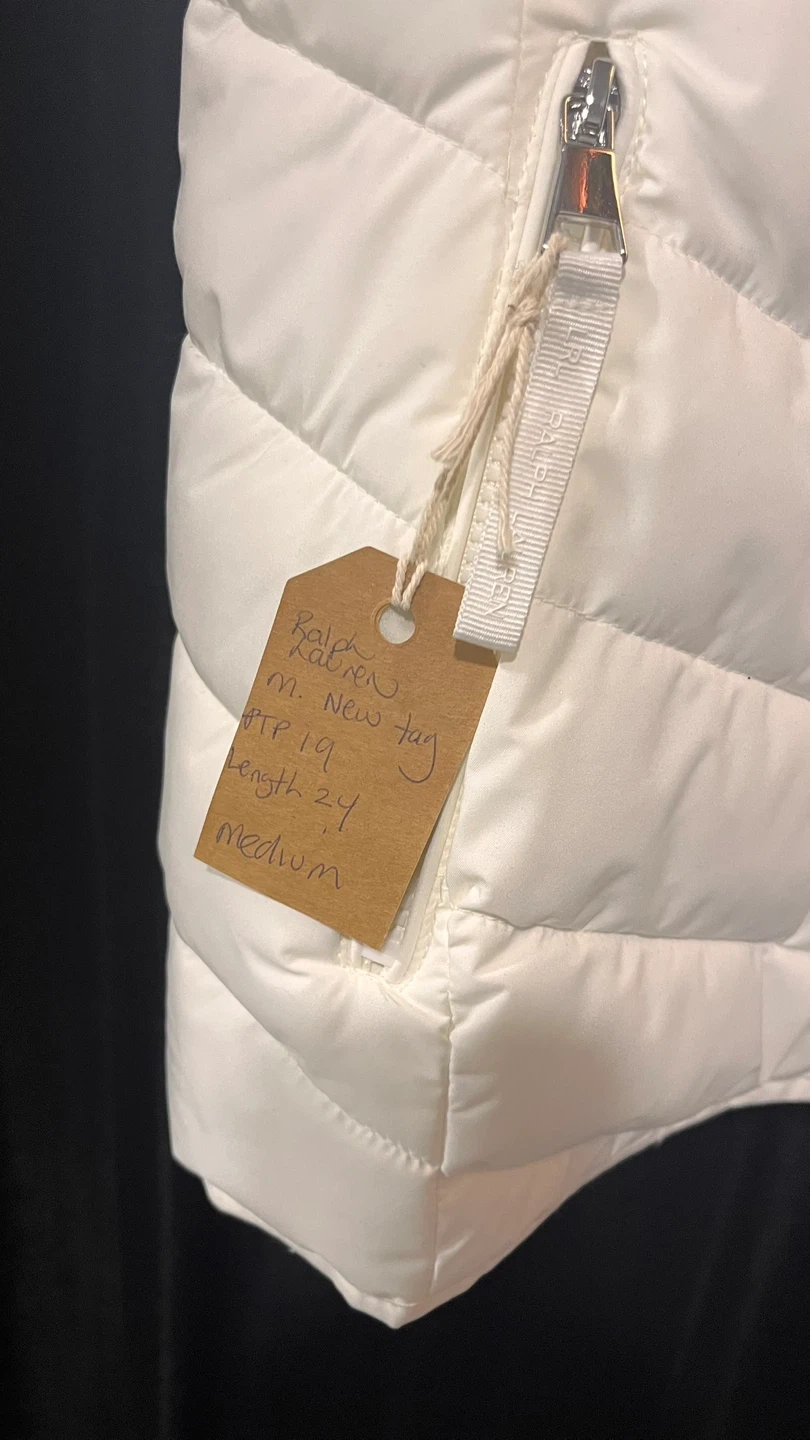 LRL RALPH LAUREN
Ralph
Lauren
M. New tag
PTP 19
Length 24
Medium